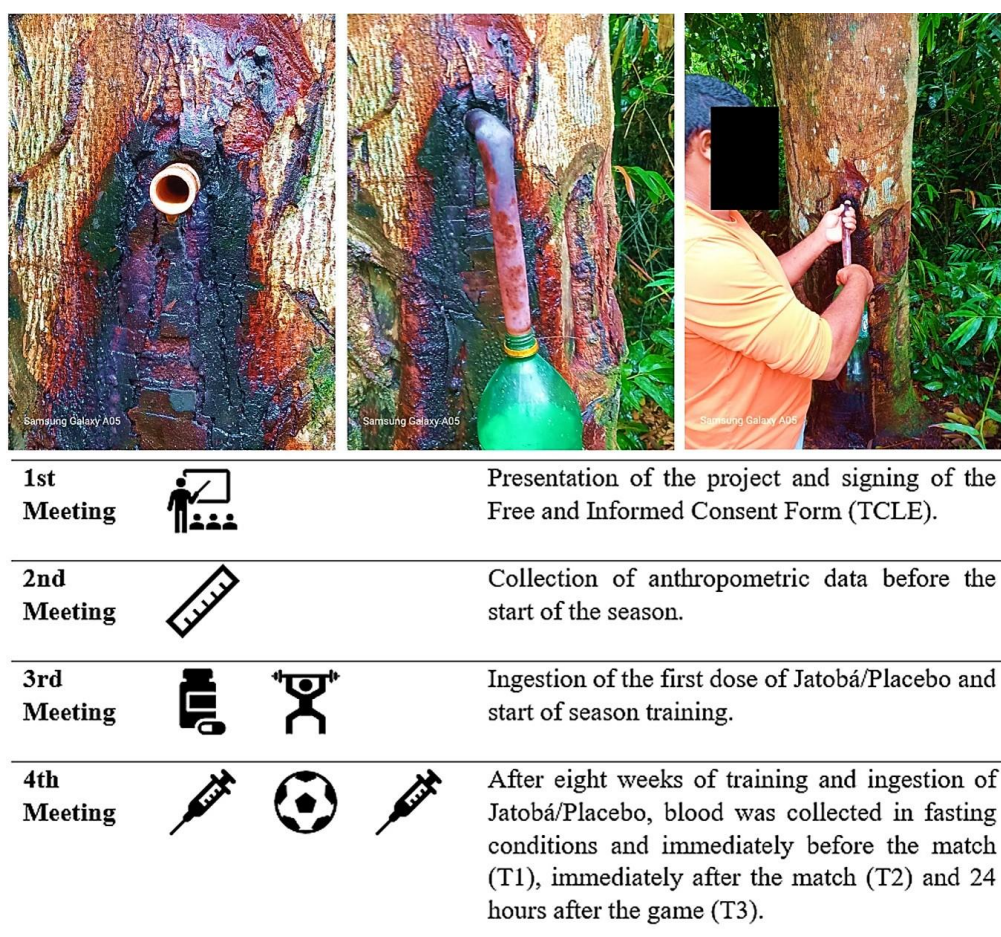 Samsung Galaxy A05
Samsung Galaxy A05
Samsung Galaxy A05
1st
Meeting
Presentation of the project and signing of the
Free and Informed Consent Form (TCLE).
2nd
Meeting
Collection of anthropometric data before the
start of the season.
3rd
Meeting
Ingestion of the first dose of Jatobá/Placebo and
start of season training.
4th
Meeting
After eight weeks of training and ingestion of
Jatobá/Placebo, blood was collected in fasting
conditions and immediately before the match
(T1), immediately after the match (T2) and 24
hours after the game (T3).